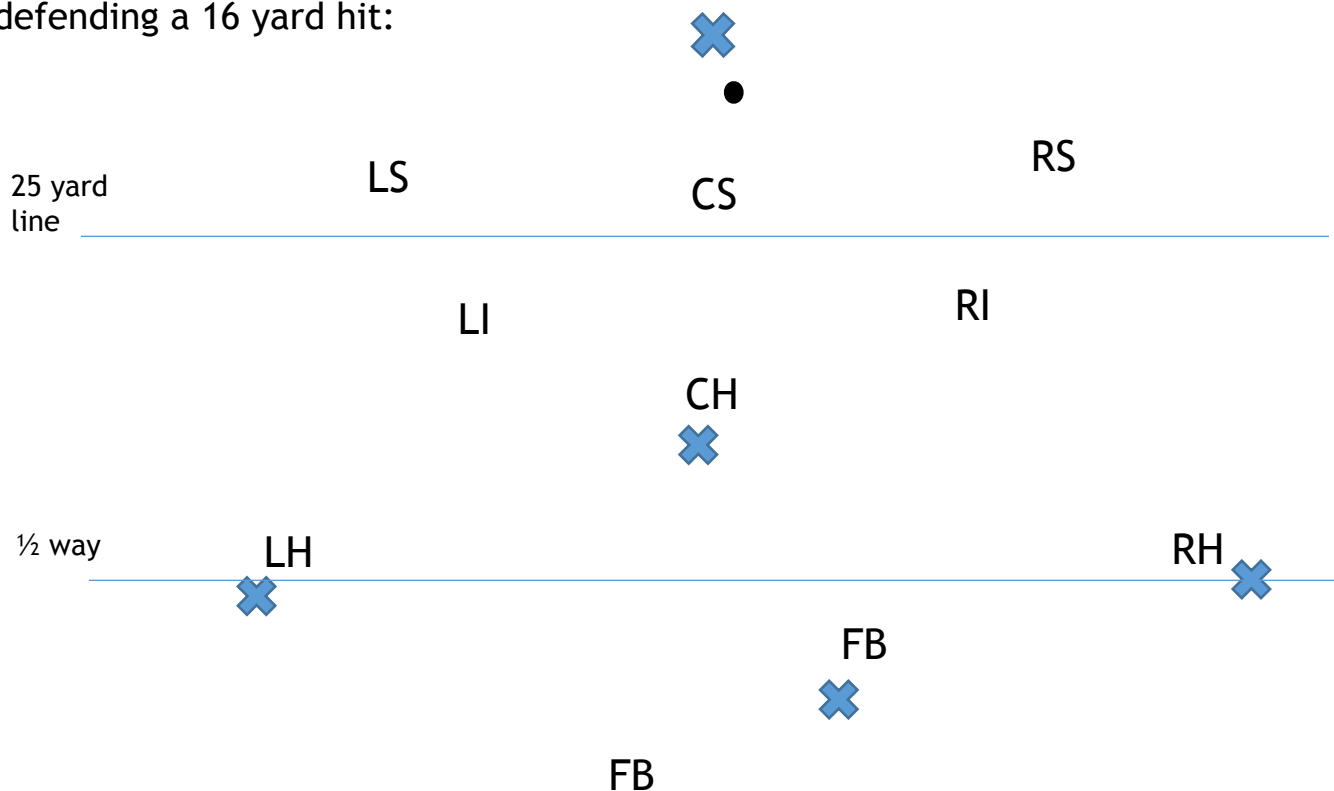 defending a 16 yard hit:
RS
LS
CS
25 yard
line
LI
RI
CH
½ way
LH
RH
FB
FB